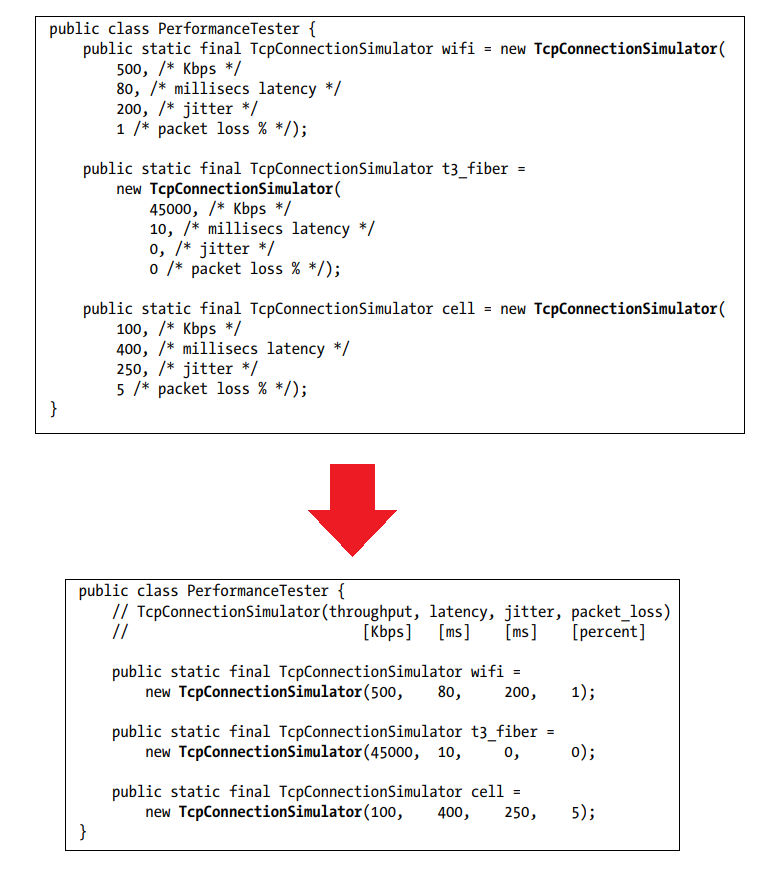 public class PerformanceTester {
    public static final TcpConnectionSimulator wifi = new TcpConnectionSimulator(
        500, /* Kbps */
        80, /* millisecs latency */
        200, /* jitter */
        1 /* packet loss % */);

    public static final TcpConnectionSimulator t3_fiber =
        new TcpConnectionSimulator(
            45000, /* Kbps */
            10, /* millisecs latency */
            0, /* jitter */
            0 /* packet loss % */);

    public static final TcpConnectionSimulator cell = new TcpConnectionSimulator(
        100, /* Kbps */
        400, /* millisecs latency */
        250, /* jitter */
        5 /* packet loss % */);
}
public class PerformanceTester {
    // TcpConnectionSimulator(throughput, latency, jitter, packet_loss)
    //                            [Kbps]   [ms]    [ms]    [percent]

    public static final TcpConnectionSimulator wifi =
        new TcpConnectionSimulator(500,    80,     200,    1);

    public static final TcpConnectionSimulator t3_fiber =
        new TcpConnectionSimulator(45000,  10,     0,      0);

    public static final TcpConnectionSimulator cell =
        new TcpConnectionSimulator(100,    400,    250,    5);
}